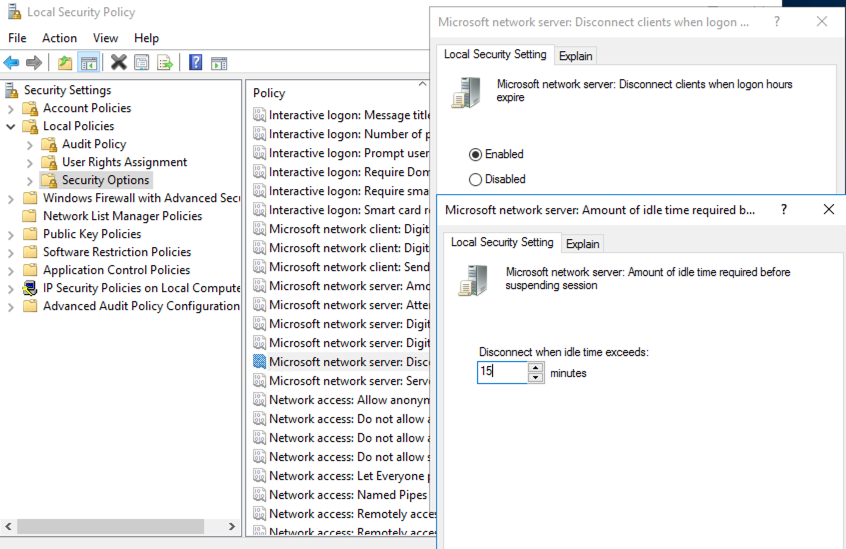 Local Security Policy
File Action View Help
Security Settings
Account Policies
Local Policies
Audit Policy
User Rights Assignment
Security Options
Windows Firewall with Advanced Secu
Network List Manager Policies
Public Key Policies
Software Restriction Policies
Application Control Policies
IP Security Policies on Local Compute
Advanced Audit Policy Configuration
Policy
Interactive logon: Message title
Interactive logon: Number of p
Interactive logon: Prompt user
Interactive logon: Require Dom
Interactive logon: Require sma
Interactive logon: Smart card r
Microsoft network client: Digit
Microsoft network client: Digit
Microsoft network client: Send
Microsoft network server: Amo
Microsoft network server: Atte
Microsoft network server: Digit
Microsoft network server: Digit
Microsoft network server: Disc
Microsoft network server: Serve
Network access: Allow anonym
Network access: Do not allow a
Network access: Do not allow a
Network access: Do not allow s
Network access: Let Everyone p
Network access: Named Pipes
Network access: Remotely acce
Network access: Remotely acce
Microsoft network server: Disconnect clients when logon ...
Local Security Setting Explain
Microsoft network server: Disconnect clients when logon hours
expire
Enabled
Disabled
Microsoft network server: Amount of idle time required b...
Local Security Setting Explain
Microsoft network server: Amount of idle time required before
suspending session
Disconnect when idle time exceeds:
15 minutes